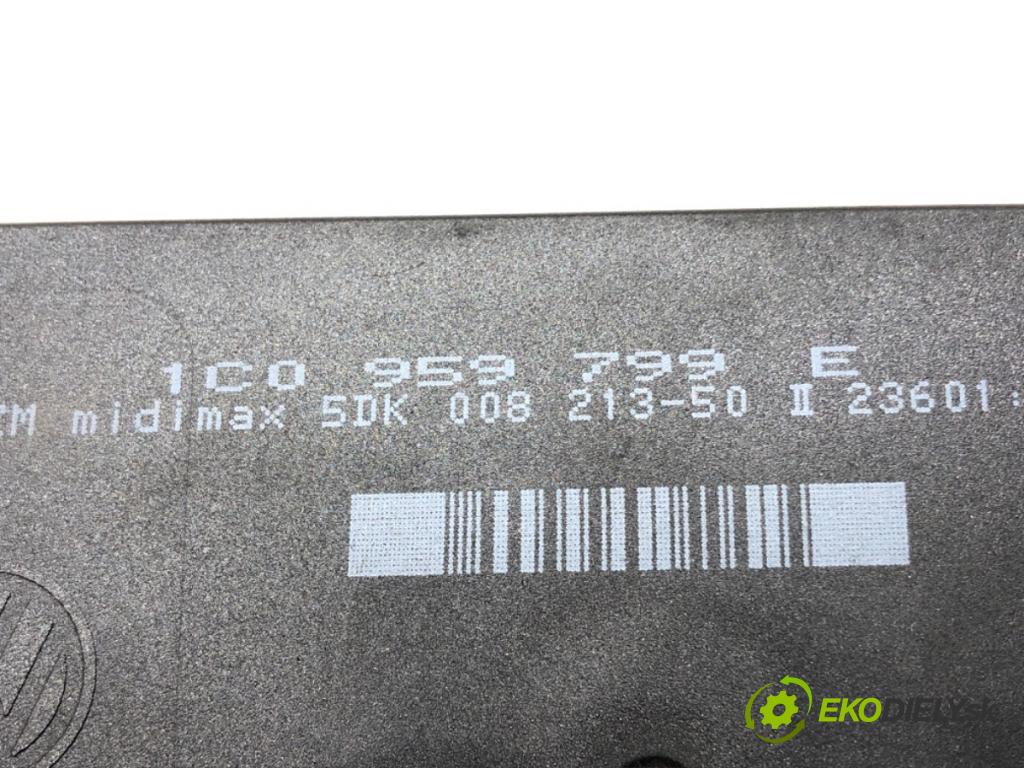 1C0 959 799 E
midimax 5DK 008 213-50 II 23601:
EKODIELY.SK